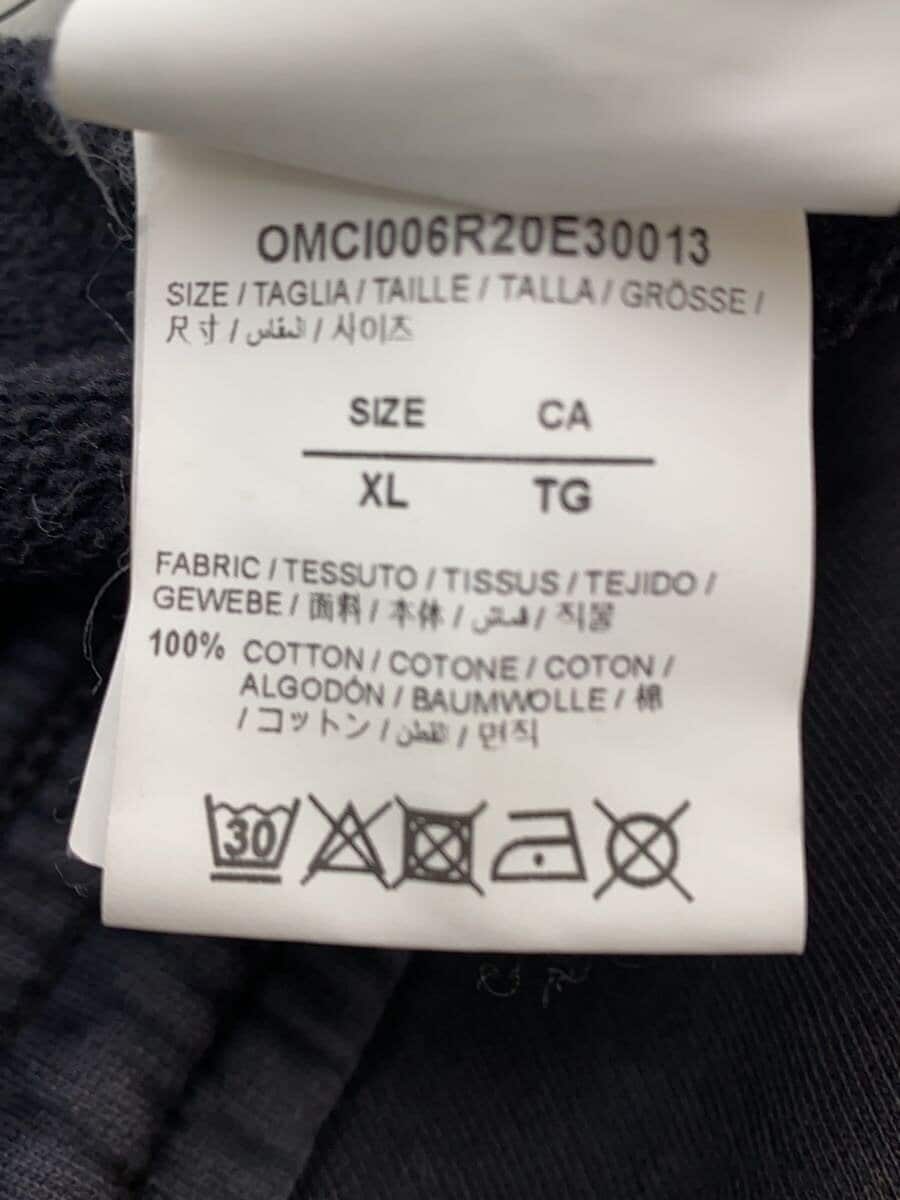 OMCI006R20E30013
SIZE / TAGLIA / TAILLE / TALLA / GRÖSSE /
尺寸 / المقاس / 사이즈
SIZE CA
XL TG
FABRIC / TESSUTO / TISSUS / TEJIDO /
GEWEBE / 面料 / 本体 / قماش / 직물
100% COTTON / COTONE / COTON /
ALGODÓN / BAUMWOLLE / 棉
/ コットン / القطن / 면직
30